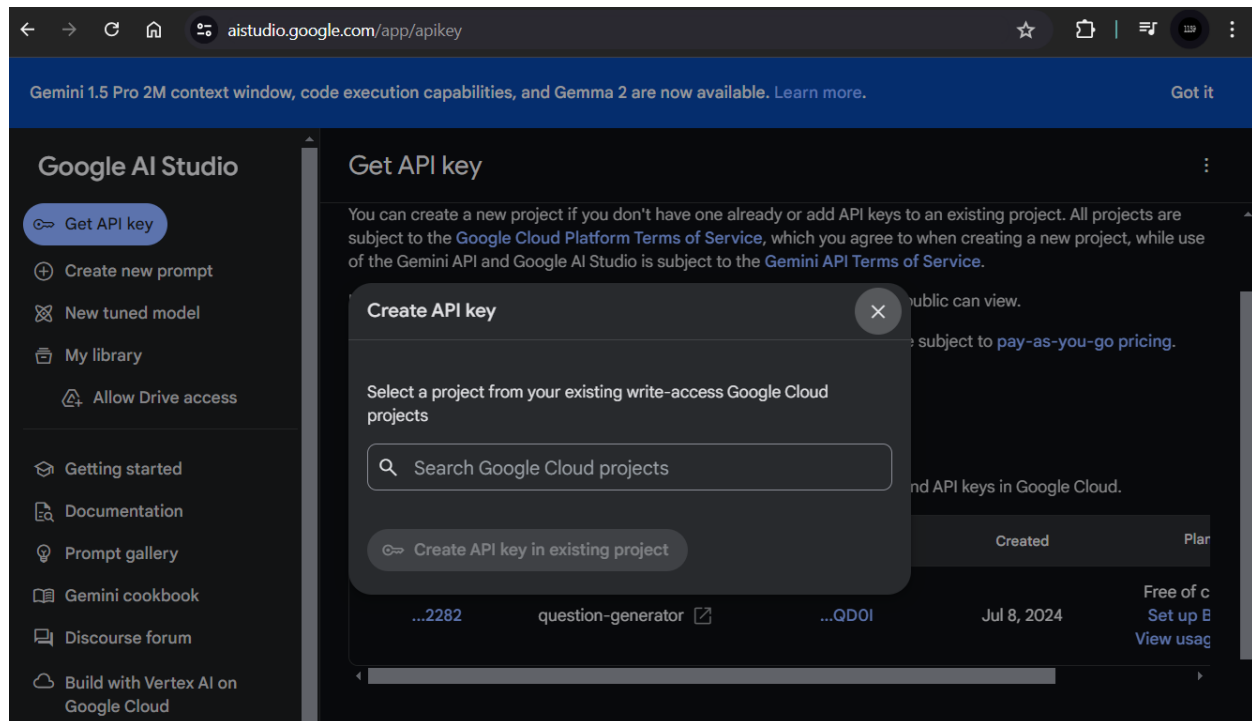 aistudio.google.com/app/apikey
Gemini 1.5 Pro 2M context window, code execution capabilities, and Gemma 2 are now available. Learn more.
Got it
Google AI Studio
Get API key
Create new prompt
New tuned model
My library
Allow Drive access
Getting started
Documentation
Prompt gallery
Gemini cookbook
Discourse forum
Build with Vertex AI on
Google Cloud
Get API key
You can create a new project if you don't have one already or add API keys to an existing project. All projects are
subject to the Google Cloud Platform Terms of Service, which you agree to when creating a new project, while use
of the Gemini API and Google AI Studio is subject to the Gemini API Terms of Service.
public can view.
subject to pay-as-you-go pricing.
Create API key
Select a project from your existing write-access Google Cloud
projects
Search Google Cloud projects
Create API key in existing project
API keys in Google Cloud.
Created
...2282
question-generator
...QD0I
Jul 8, 2024
Free of
Set up
View